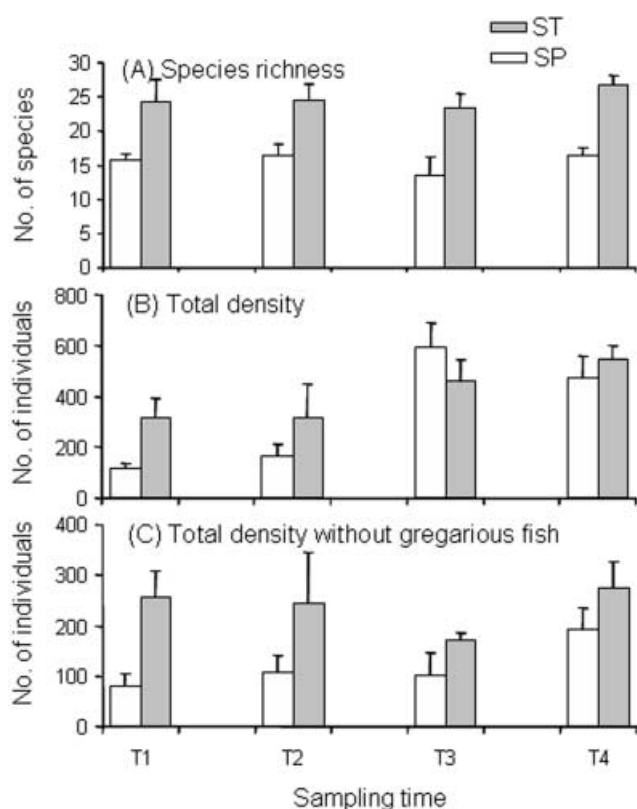 ST
SP
(A) Species richness
No. of species
30
25
20
15
10
5
0
(B) Total density
No. of individuals
800
600
400
200
0
(C) Total density without gregarious fish
No. of individuals
400
300
200
100
0
T1 T2 T3 T4
Sampling time